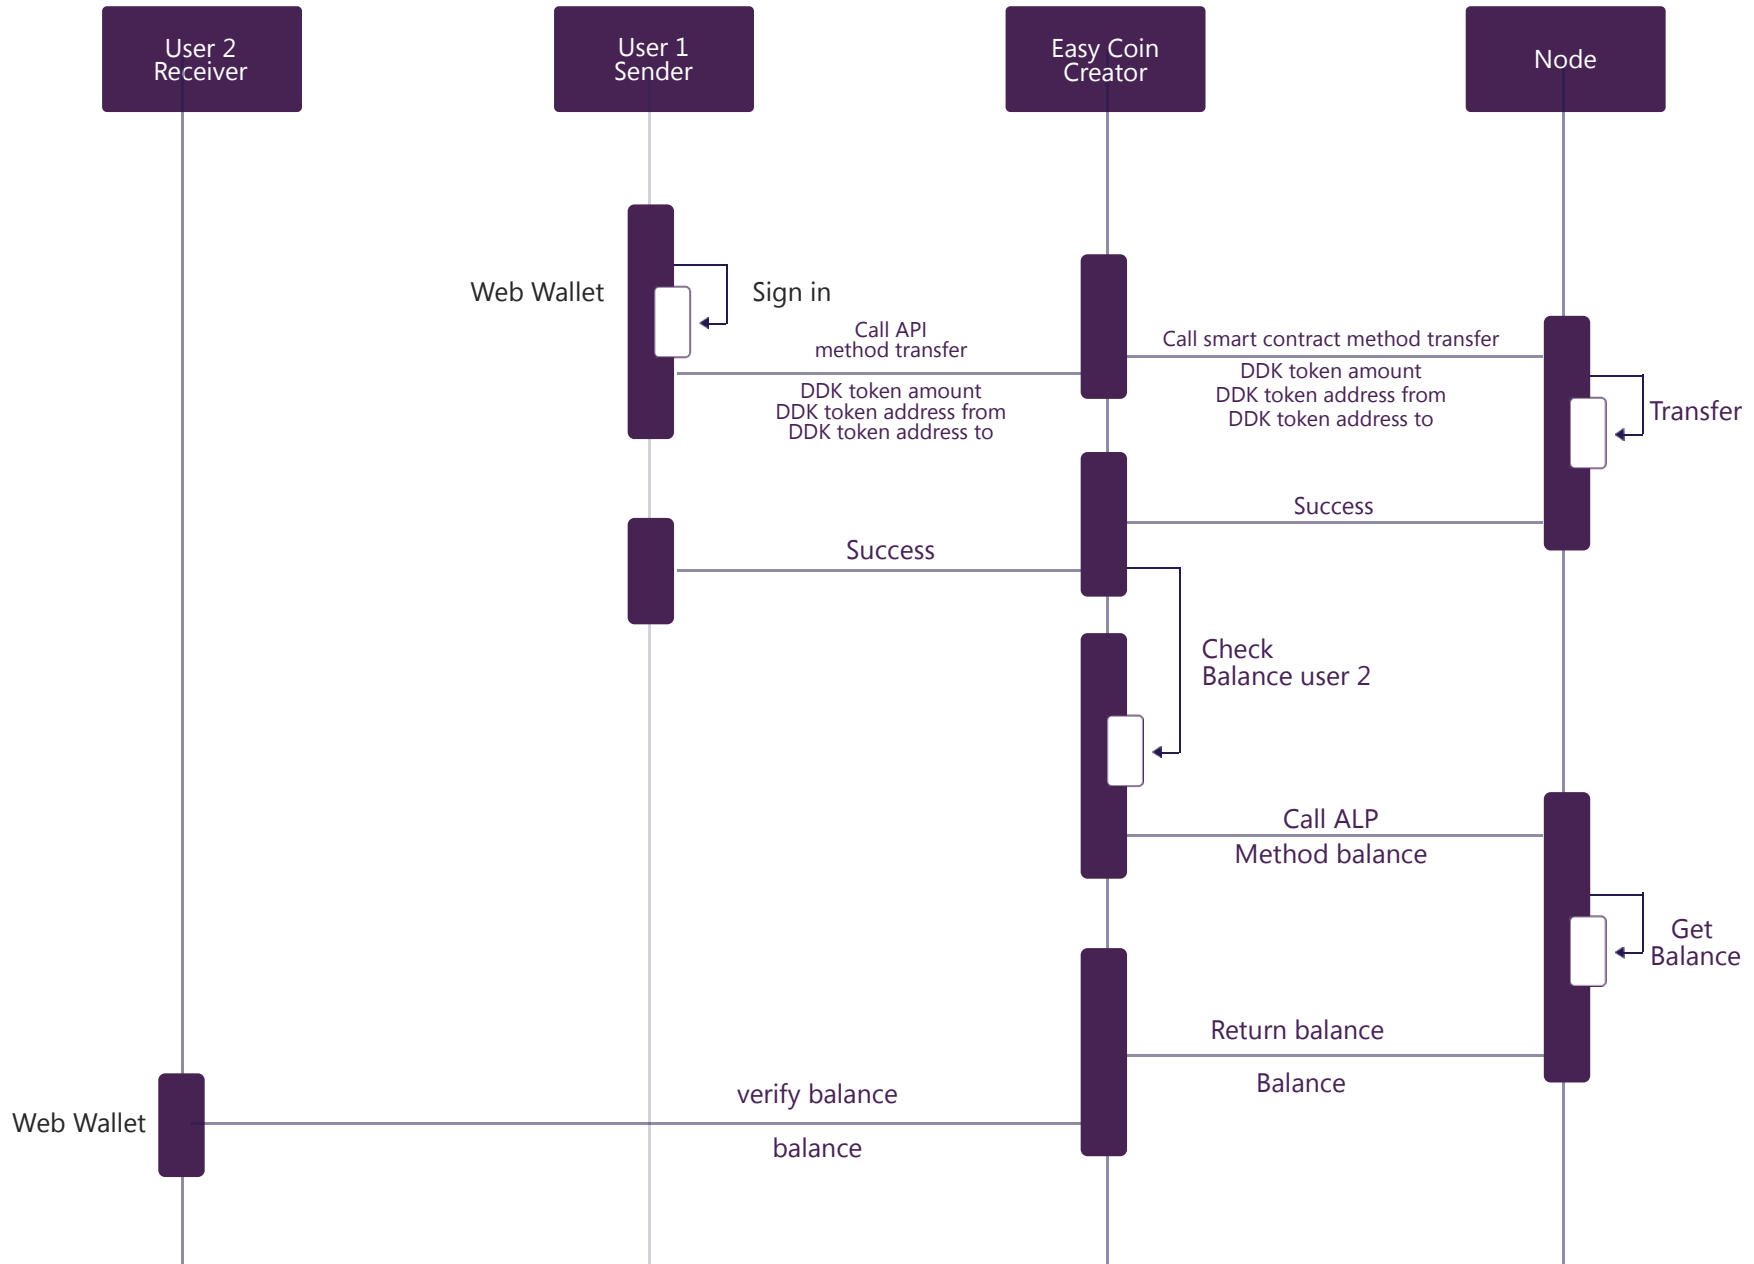 User 2
Receiver
User 1
Sender
Easy Coin
Creator
Node
Web Wallet
Sign in
Call API
method transfer
DDK token amount
DDK token address from
DDK token address to
Call smart contract method transfer
DDK token amount
DDK token address from
DDK token address to
Transfer
Success
Success
Check
Balance user 2
Call ALP
Method balance
Get
Balance
Return balance
Balance
verify balance
balance
Web Wallet